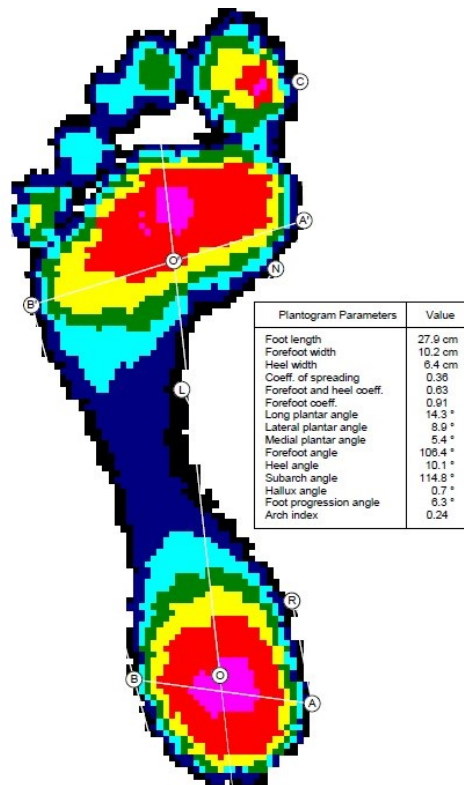 C
A'
O'
N
B'
Plantogram Parameters Value
Foot length 27.9 cm
Forefoot width 10.2 cm
Heel width 6.4 cm
Coeff. of spreading 0.36
Forefoot and heel coeff. 0.63
Forefoot coeff. 0.91
Long plantar angle 14.3 °
Lateral plantar angle 8.9 °
Medial plantar angle 5.4 °
Forefoot angle 106.4 °
Heel angle 10.1 °
Subarch angle 114.8 °
Hallux angle 0.7 °
Foot progression angle 6.3 °
Arch index 0.24
L
R
O
B
A